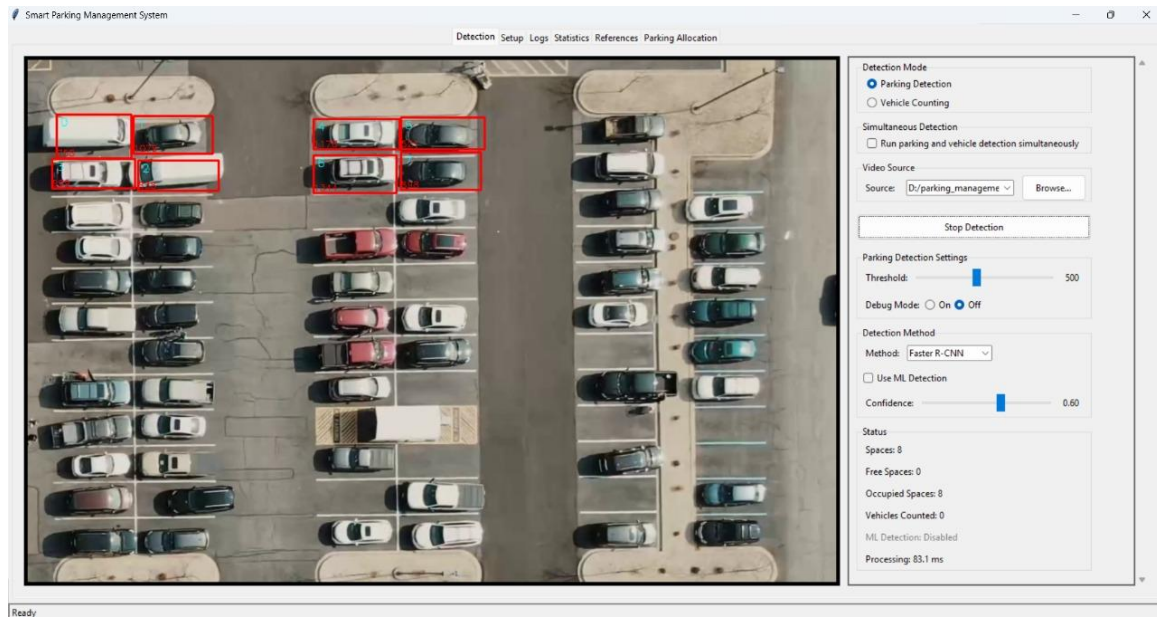 Smart Parking Management System
Detection Setup Logs Statistics References Parking Allocation
Detection Mode
Parking Detection
Vehicle Counting
Simultaneous Detection
Run parking and vehicle detection simultaneously
Video Source
Source: D:/parking_manageme Browse...
Stop Detection
Parking Detection Settings
Threshold: 500
Debug Mode: On Off
Detection Method
Method: Faster R-CNN
Use ML Detection
Confidence: 0.60
Status
Spaces: 8
Free Spaces: 0
Occupied Spaces: 8
Vehicles Counted: 0
ML Detection: Disabled
Processing: 83.1 ms
Ready